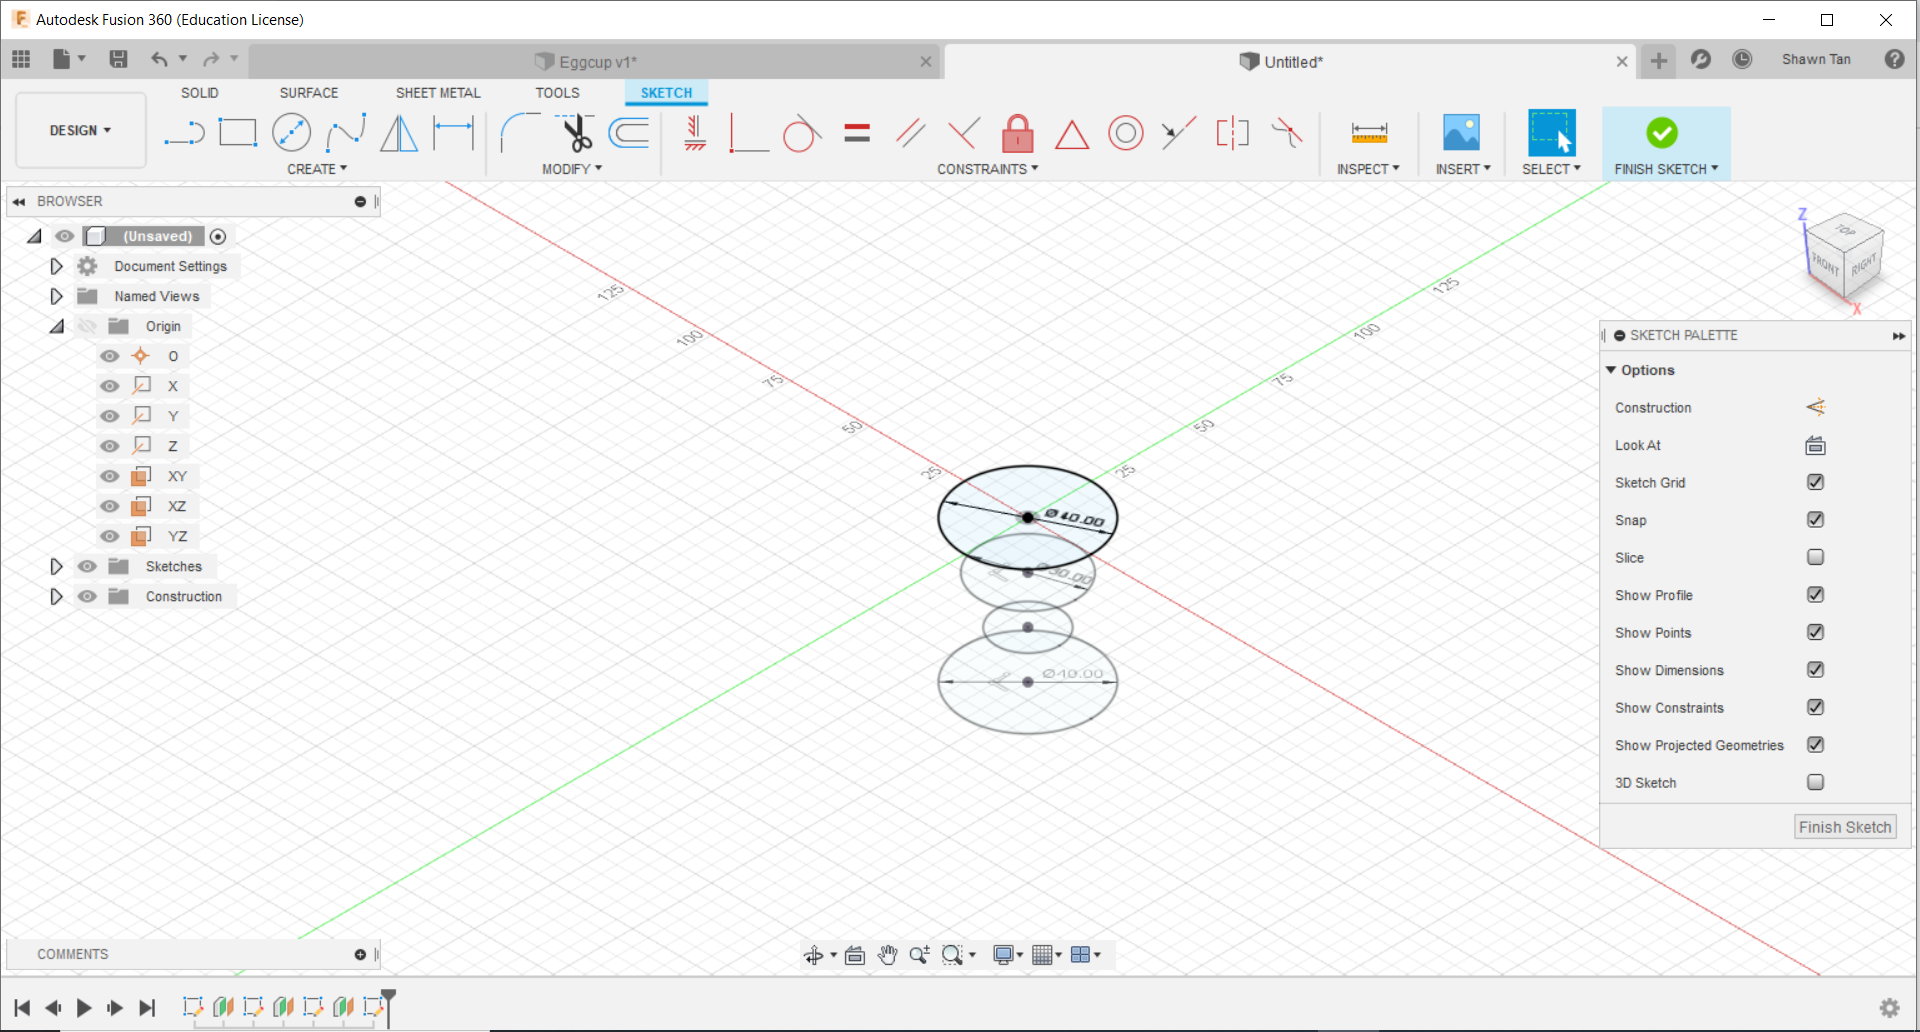 Autodesk Fusion 360 (Education License)
Eggcup v1*
Untitled*
Shawn Tan
SOLID
SURFACE
SHEET METAL
TOOLS
SKETCH
DESIGN
CREATE
MODIFY
CONSTRAINTS
INSPECT
INSERT
SELECT
FINISH SKETCH
BROWSER
(Unsaved)
Document Settings
Named Views
Origin
O
X
Y
Z
XY
XZ
YZ
Sketches
Construction
125
100
75
50
25
125
100
75
50
25
Ø40.00
Ø30.00
Ø40.00
Z
TOP
FRONT
RIGHT
X
SKETCH PALETTE
Options
Construction
Look At
Sketch Grid
Snap
Slice
Show Profile
Show Points
Show Dimensions
Show Constraints
Show Projected Geometries
3D Sketch
Finish Sketch
COMMENTS